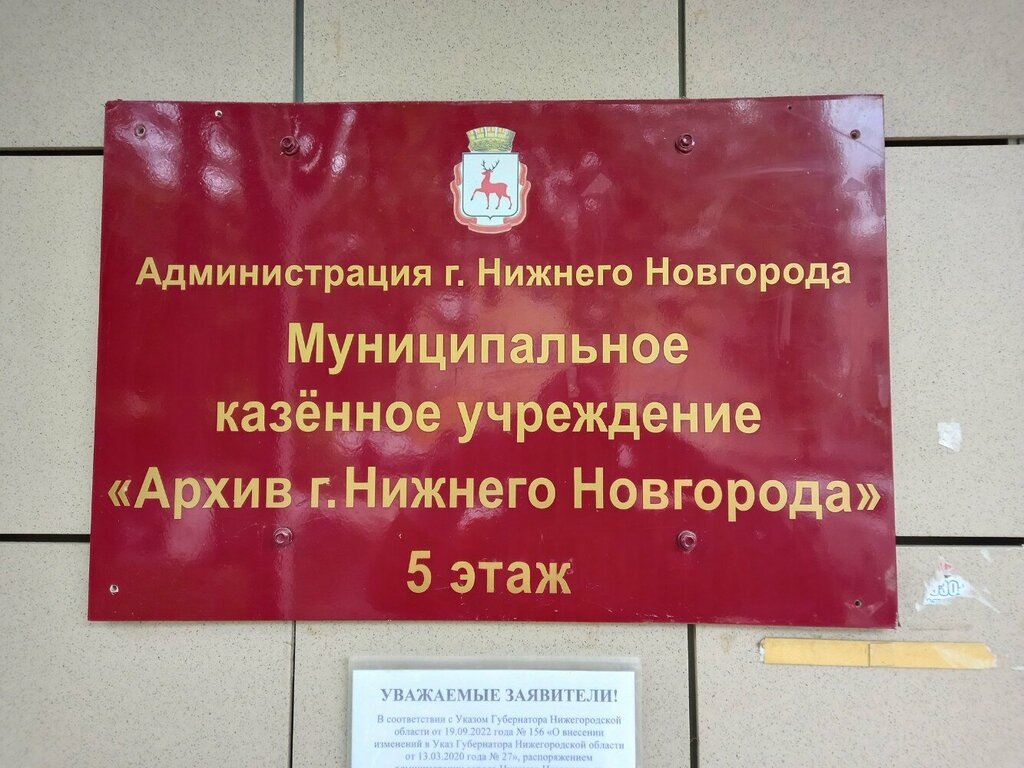 Администрация г. Нижнего Новгорода
Муниципальное
казённое учреждение
«Архив г. Нижнего Новгорода»
5 этаж
УВАЖАЕМЫЕ ЗАЯВИТЕЛИ!
В соответствии с Указом Губернатора Нижегородской
области от 19.09.2022 года № 156 «О внесении
изменений в Указ Губернатора Нижегородской области
от 13.03.2020 года № 27», распоряжением